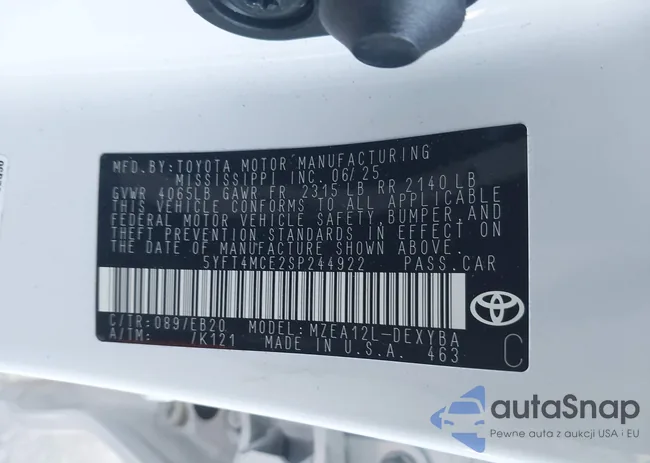 MFD.BY:TOYOTA MOTOR MANUFACTURING
MISSISSIPPI INC. 06/25
GVWR 4065LB GAWR FR 2315 LB RR 2140 LB
THIS VEHICLE CONFORMS TO ALL APPLICABLE
FEDERAL MOTOR VEHICLE SAFETY, BUMPER,AND
THEFT PREVENTION STANDARDS IN EFFECT ON
THE DATE OF MANUFACTURE SHOWN ABOVE.
5YFT4MCE2SP244922 PASS.CAR
C/TR: 089/EB20 MODEL: MZEA12L-DEXYBA
A/TM: /K121 MADE IN U.S.A. 463
C
autaSnap
Pewne auta z aukcji USA i EU